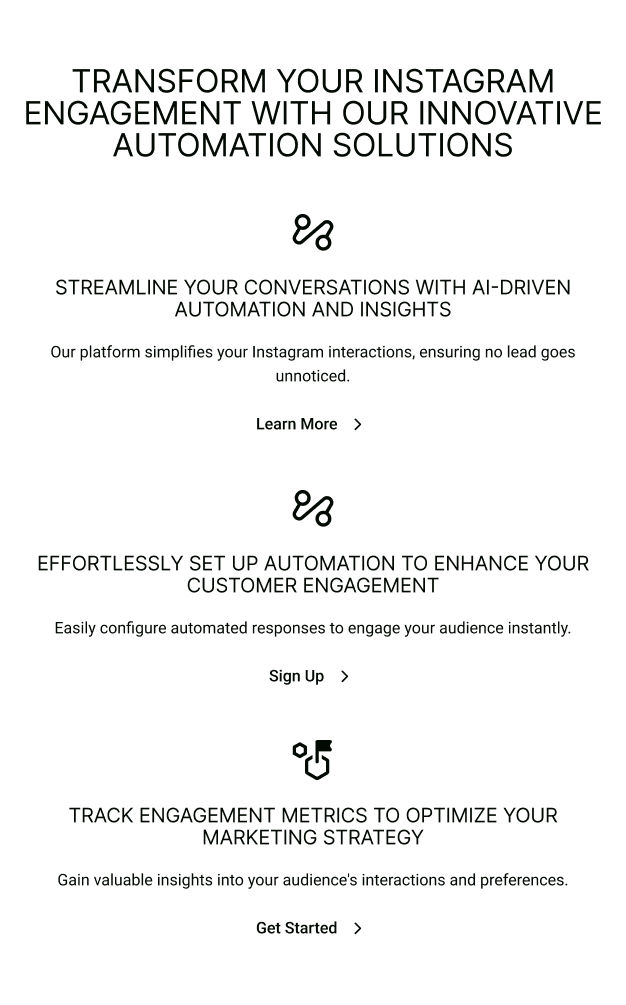 TRANSFORM YOUR INSTAGRAM
ENGAGEMENT WITH OUR INNOVATIVE
AUTOMATION SOLUTIONS
STREAMLINE YOUR CONVERSATIONS WITH AI-DRIVEN
AUTOMATION AND INSIGHTS
Our platform simplifies your Instagram interactions, ensuring no lead goes
unnoticed.
Learn More
EFFORTLESSLY SET UP AUTOMATION TO ENHANCE YOUR
CUSTOMER ENGAGEMENT
Easily configure automated responses to engage your audience instantly.
Sign Up
TRACK ENGAGEMENT METRICS TO OPTIMIZE YOUR
MARKETING STRATEGY
Gain valuable insights into your audience's interactions and preferences.
Get Started